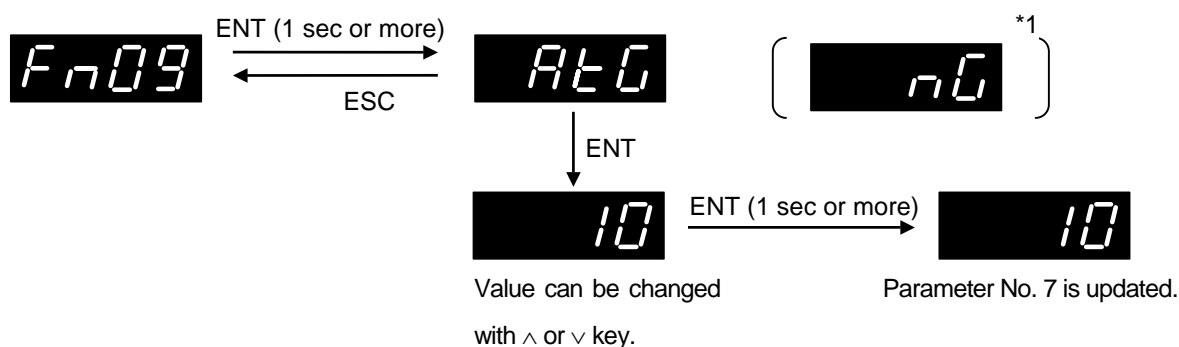 ENT (1 sec or more)
*1
Fn09
AtG
nG
ESC
ENT
10
ENT (1 sec or more)
10
Value can be changed
with ∧ or ∨ key.
Parameter No. 7 is updated.